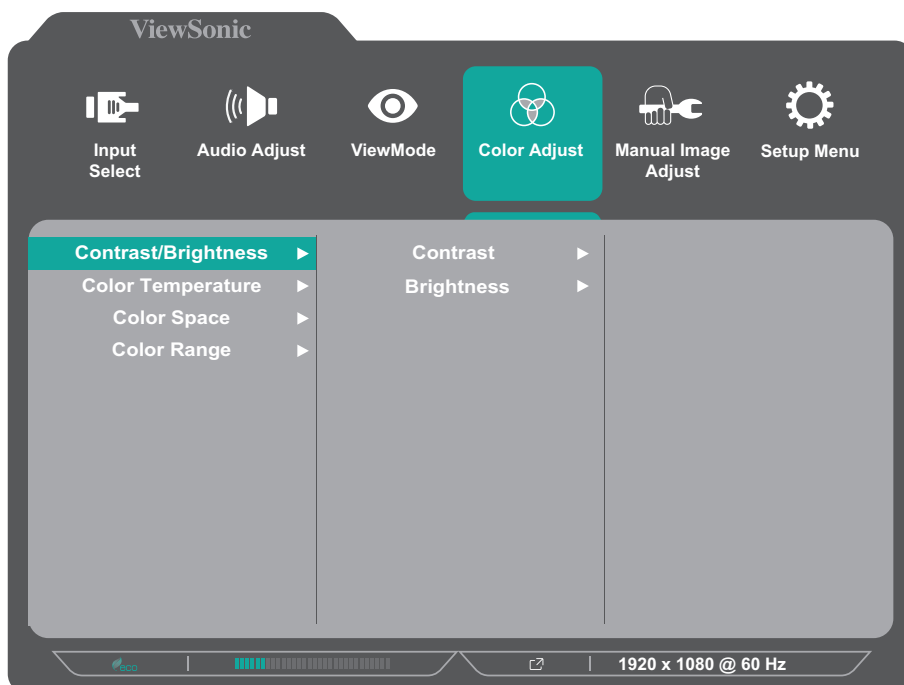 ViewSonic
Input
Select
Audio Adjust
ViewMode
Color Adjust
Manual Image
Adjust
Setup Menu
Contrast/Brightness
Color Temperature
Color Space
Color Range
Contrast
Brightness
eco
1920 x 1080 @ 60 Hz